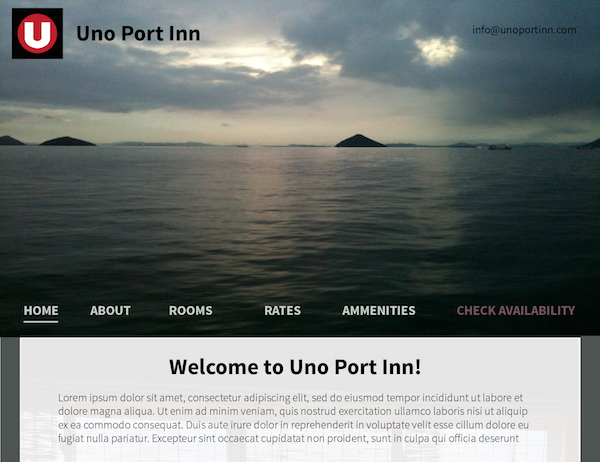 U
Uno Port Inn
info@unoportinn.com
HOME ABOUT ROOMS RATES AMMENITIES CHECK AVAILABILITY
Welcome to Uno Port Inn!
Lorem ipsum dolor sit amet, consectetur adipiscing elit, sed do eiusmod tempor incididunt ut labore et
dolore magna aliqua. Ut enim ad minim veniam, quis nostrud exercitation ullamco laboris nisi ut aliquip
ex ea commodo consequat. Duis aute irure dolor in reprehenderit in voluptate velit esse cillum dolore eu
fugiat nulla pariatur. Excepteur sint occaecat cupidatat non proident, sunt in culpa qui officia deserunt